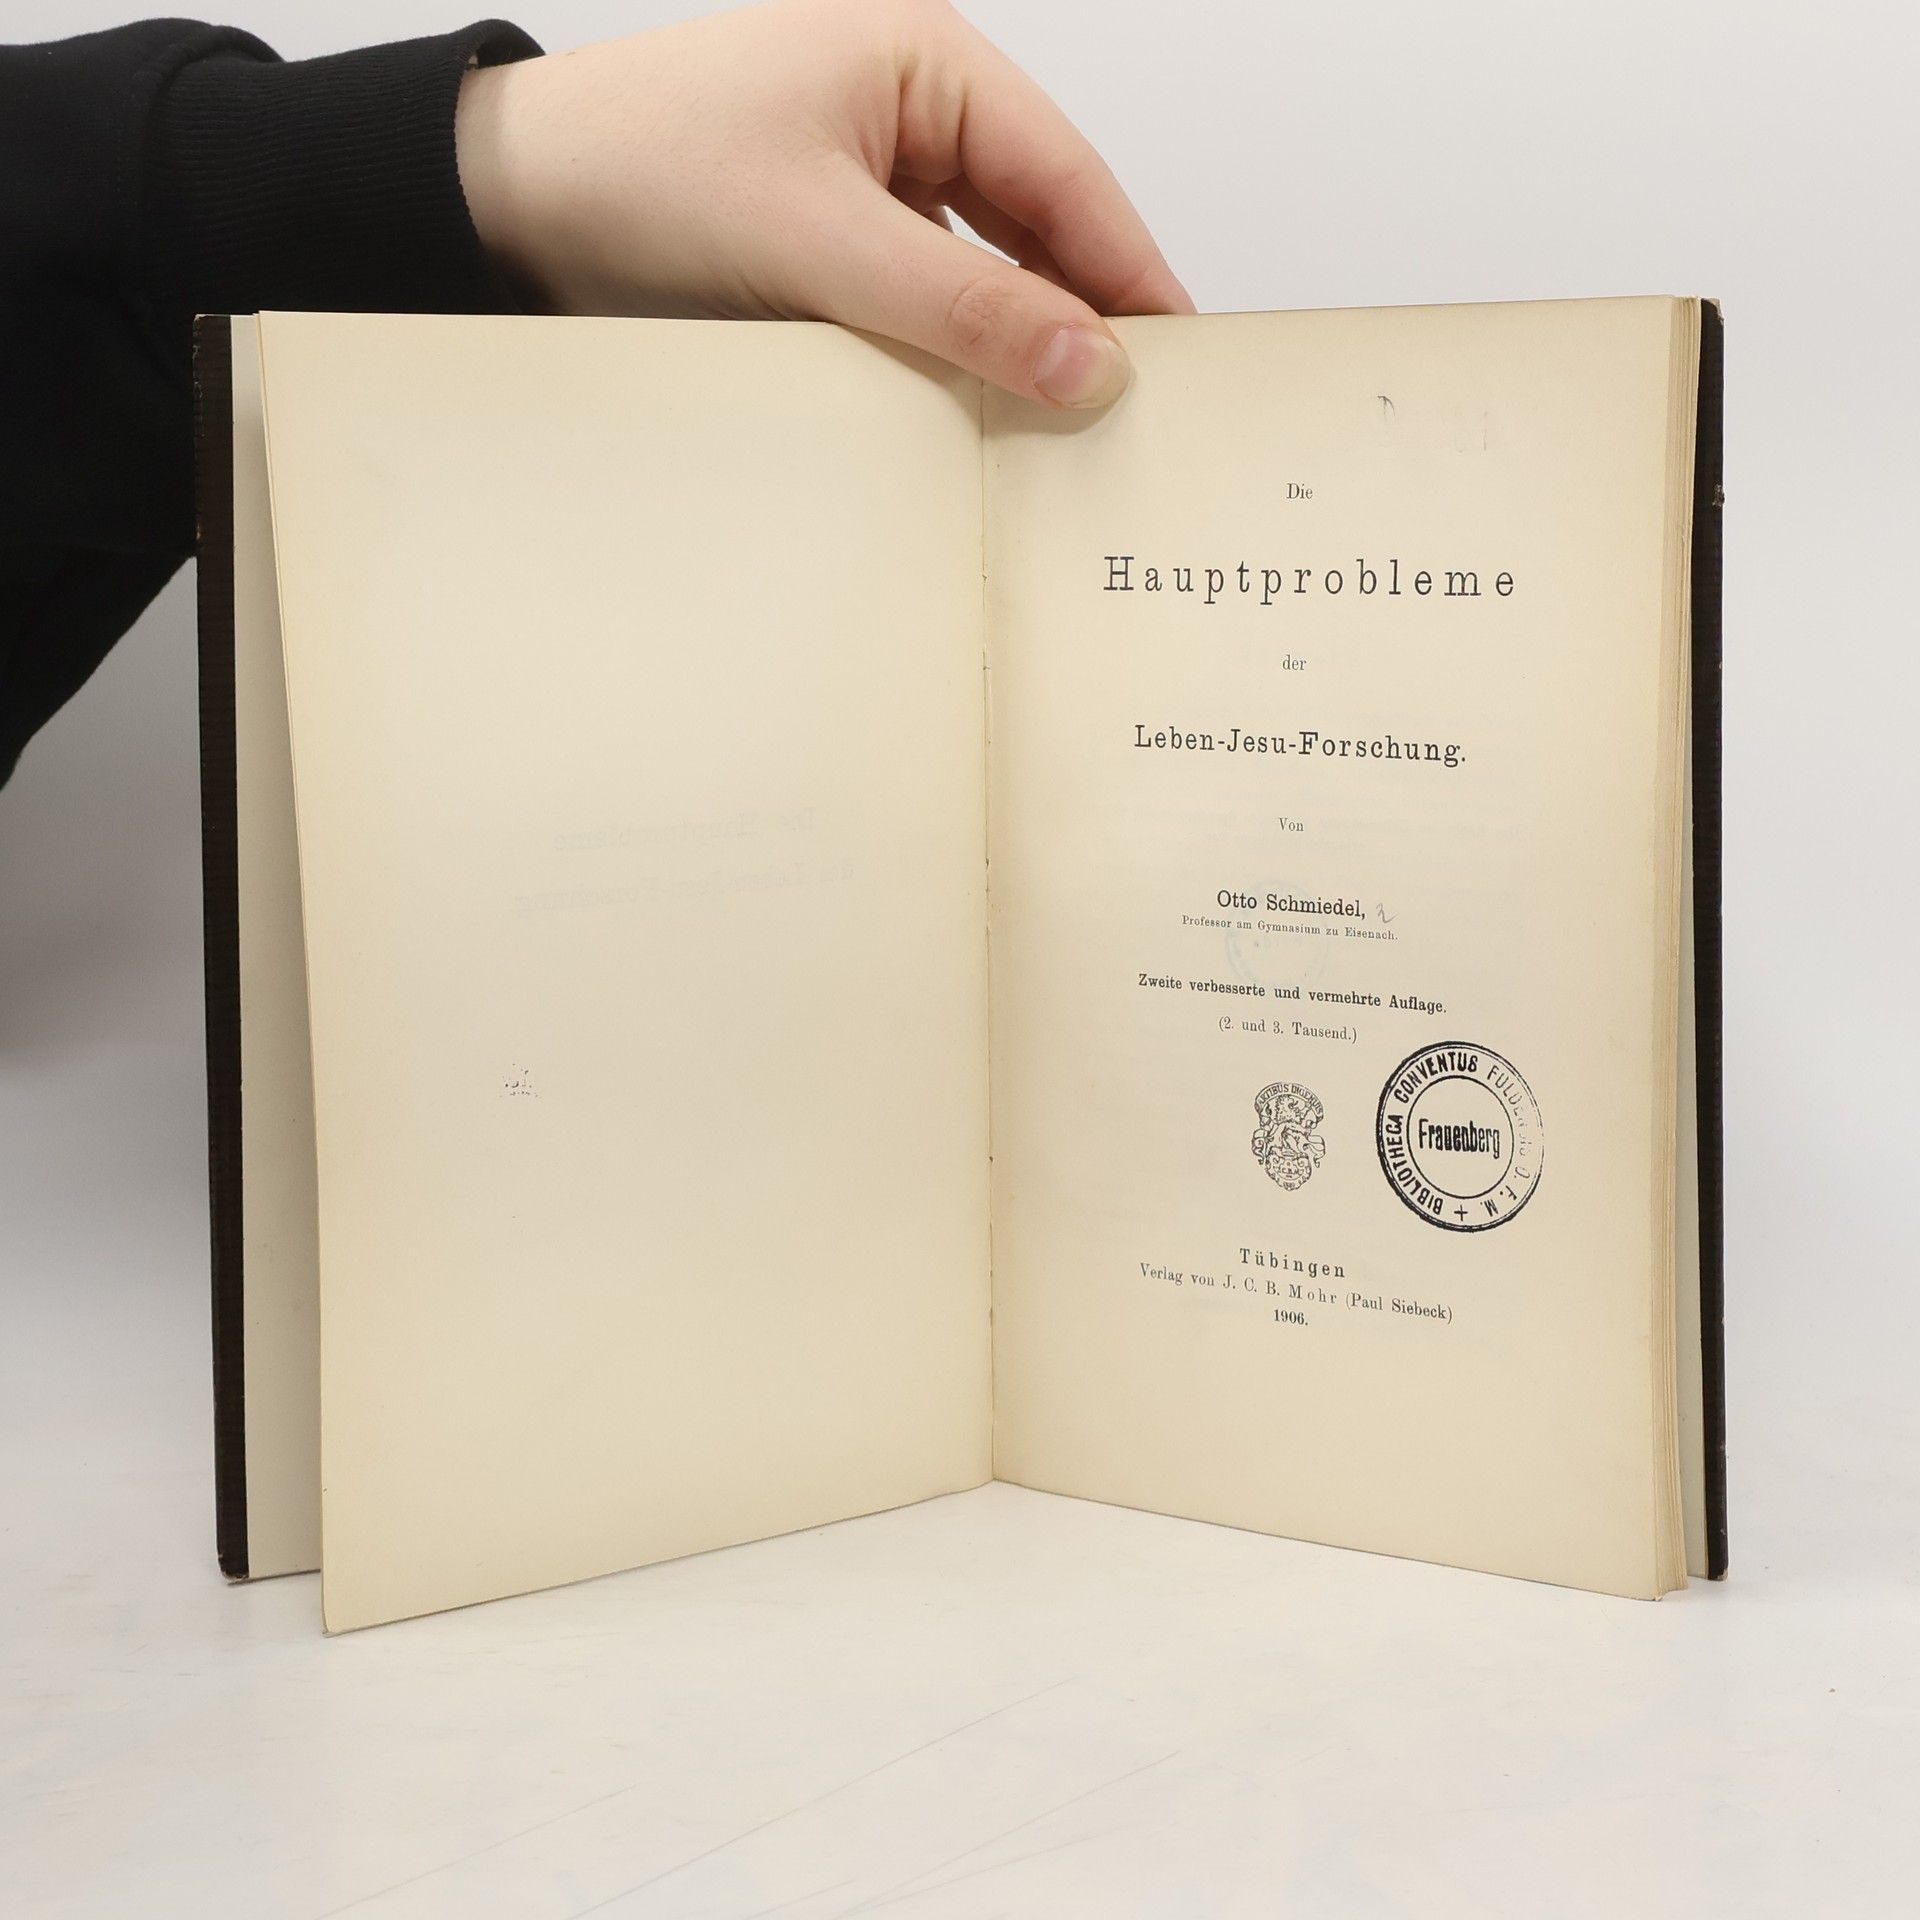 Die
Hauptprobleme
der
Leben-Jesu-Forschung.
Von
Otto Schmiedel,
Professor am Gymnasium zu Eisenach.
Zweite verbesserte und vermehrte Auflage.
(2. und 3. Tausend.)
BIBLIOTHECA CONVENTUS O. F. M. +
Frauenberg
Tübingen
Verlag von J. C. B. Mohr (Paul Siebeck)
1906.